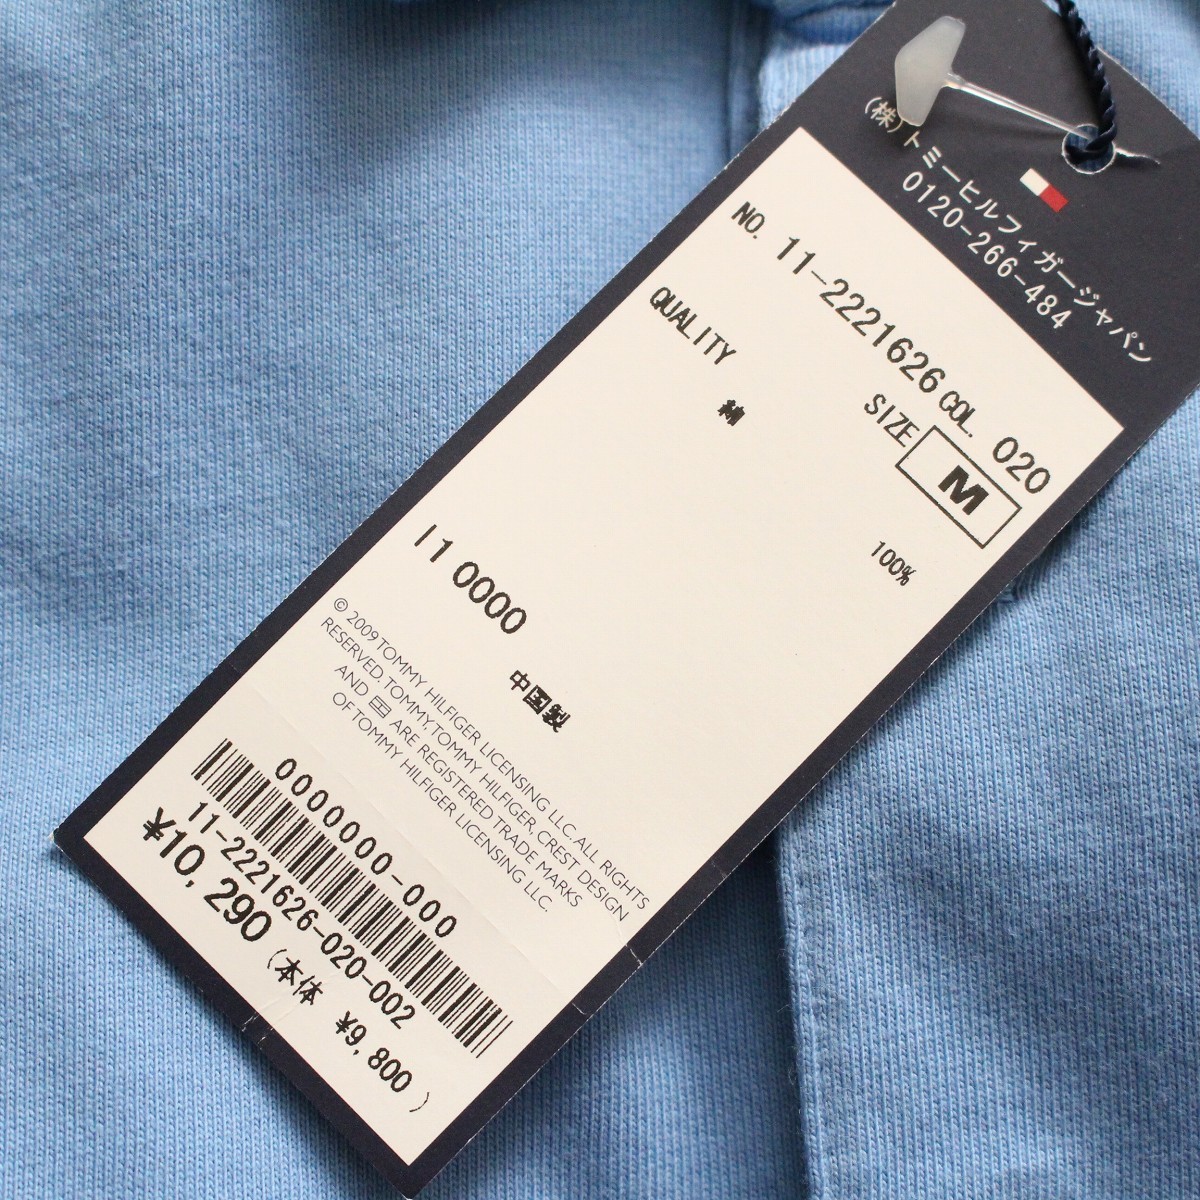 (株)トミーヒルフィガージャパン
0120-266-484
NO. 11-2221626 COL. 020
QUALITY SIZE M
綿 100%
I1 0000
中国製
© 2009 TOMMY HILFIGER LICENSING LLC. ALL RIGHTS
RESERVED. TOMMY, TOMMY HILFIGER, CREST DESIGN
AND ARE REGISTERED TRADE MARKS
OF TOMMY HILFIGER LICENSING LLC.
0000000-000
11-2221626-020-002
¥10,290
(本体 ¥9,800)